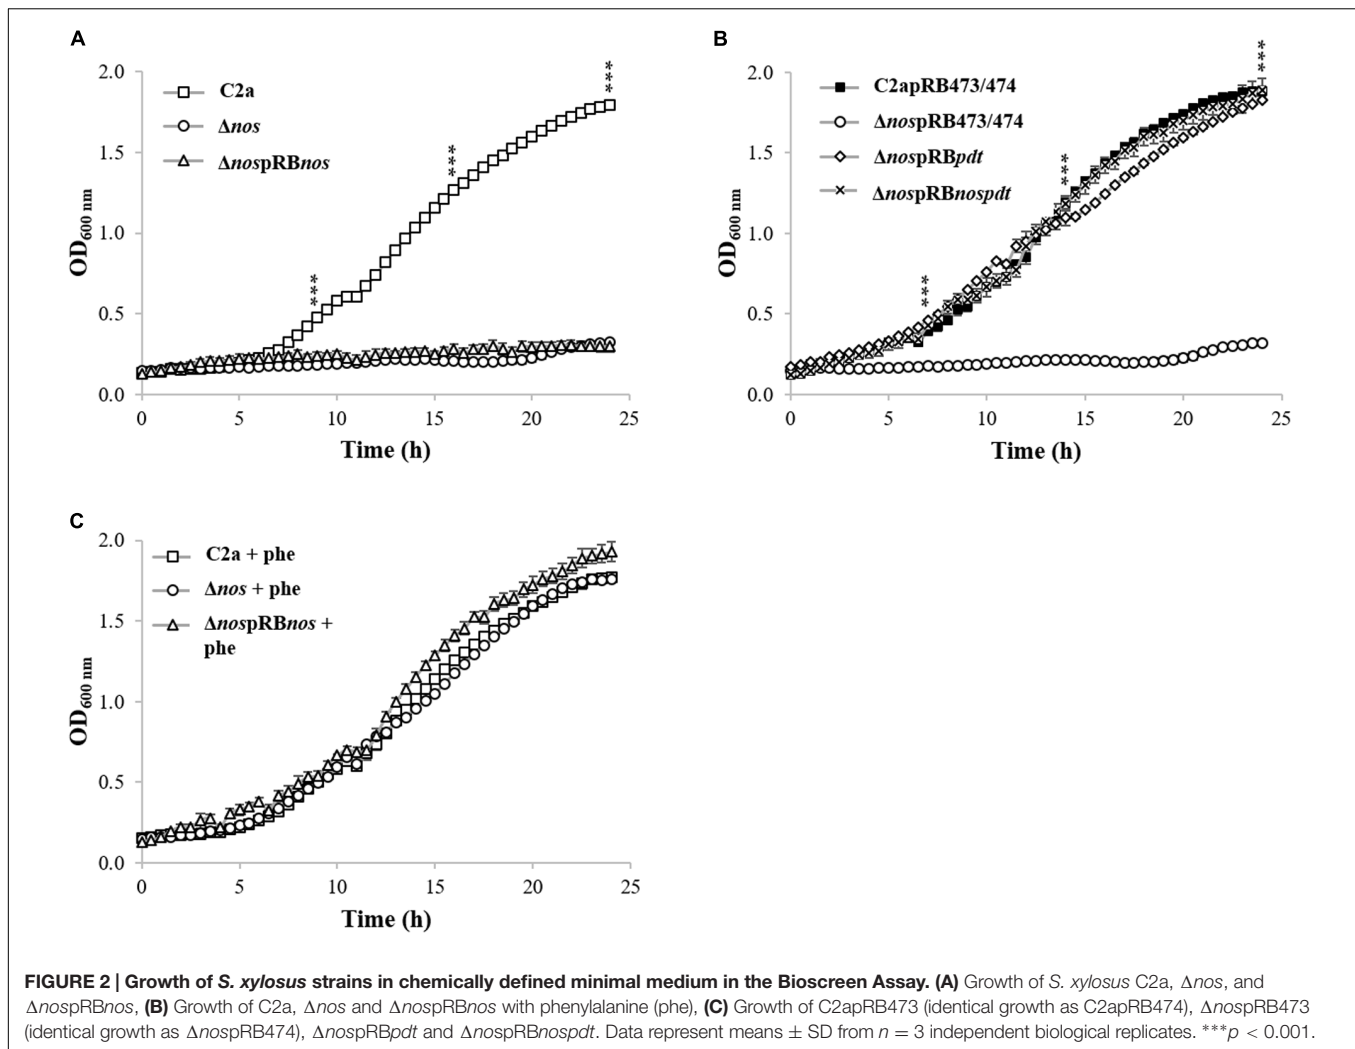 A
C2a
Δnos
ΔnospRBnos
***
***
***
2.0
1.5
1.0
0.5
0.0
OD600 nm
0 5 10 15 20 25
Time (h)
B
C2apRB473/474
ΔnospRB473/474
ΔnospRBpdt
ΔnospRBnospdt
***
***
***
2.0
1.5
1.0
0.5
0.0
OD600 nm
0 5 10 15 20 25
Time (h)
C
C2a + phe
Δnos + phe
ΔnospRBnos +
phe
2.0
1.5
1.0
0.5
0.0
OD600 nm
0 5 10 15 20 25
Time (h)
FIGURE 2 | Growth of S. xylosus strains in chemically defined minimal medium in the Bioscreen Assay. (A) Growth of S. xylosus C2a, Δnos, and
ΔnospRBnos, (B) Growth of C2a, Δnos and ΔnospRBnos with phenylalanine (phe), (C) Growth of C2apRB473 (identical growth as C2apRB474), ΔnospRB473
(identical growth as ΔnospRB474), ΔnospRBpdt and ΔnospRBnospdt. Data represent means ± SD from n = 3 independent biological replicates. ***p < 0.001.